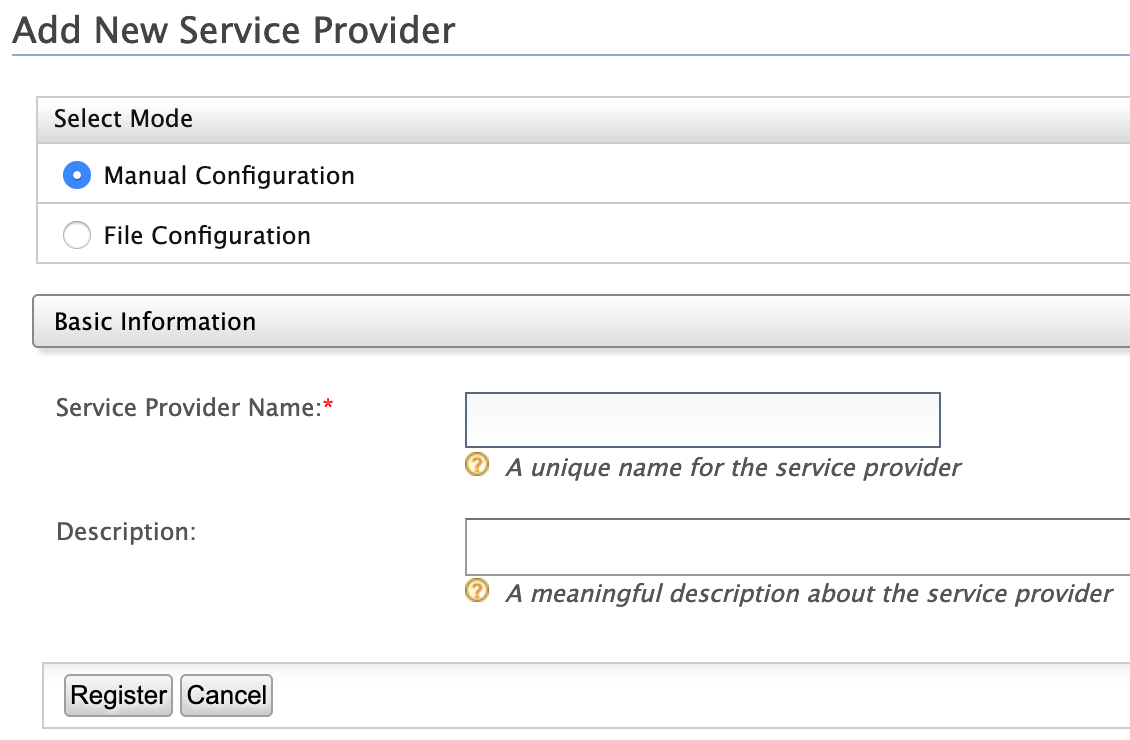 Add New Service Provider
Select Mode
Manual Configuration
File Configuration
Basic Information
Service Provider Name:*
? A unique name for the service provider
Description:
? A meaningful description about the service provider
Register Cancel